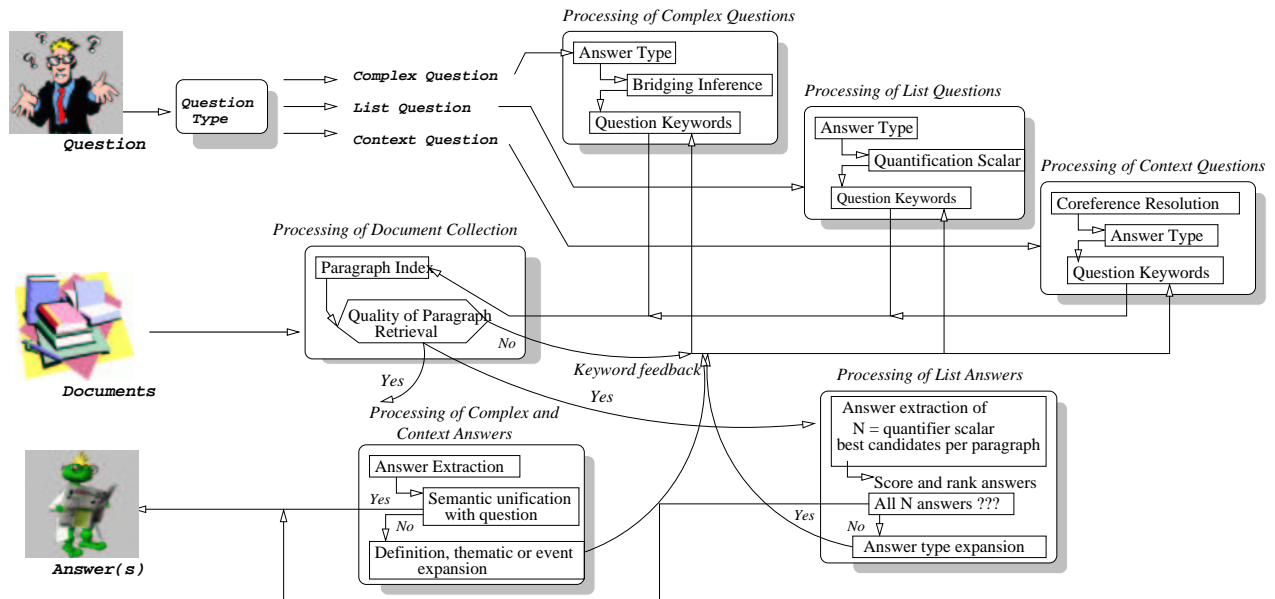 Processing of Complex Questions
Answer Type
Bridging Inference
Question Keywords
Complex Question
List Question
Context Question
Question
Type
Question
Processing of List Questions
Answer Type
Quantification Scalar
Question Keywords
Processing of Context Questions
Coreference Resolution
Answer Type
Question Keywords
Processing of Document Collection
Paragraph Index
Quality of Paragraph
Retrieval
No
Yes
Keyword feedback
Yes
Documents
Processing of Complex and
Context Answers
Answer Extraction
Yes
Semantic unification
with question
No
Definition, thematic or event
expansion
Processing of List Answers
Answer extraction of
N = quantifier scalar
best candidates per paragraph
Score and rank answers
All N answers ???
Yes
No
Answer type expansion
Answer(s)
? ? ? ?